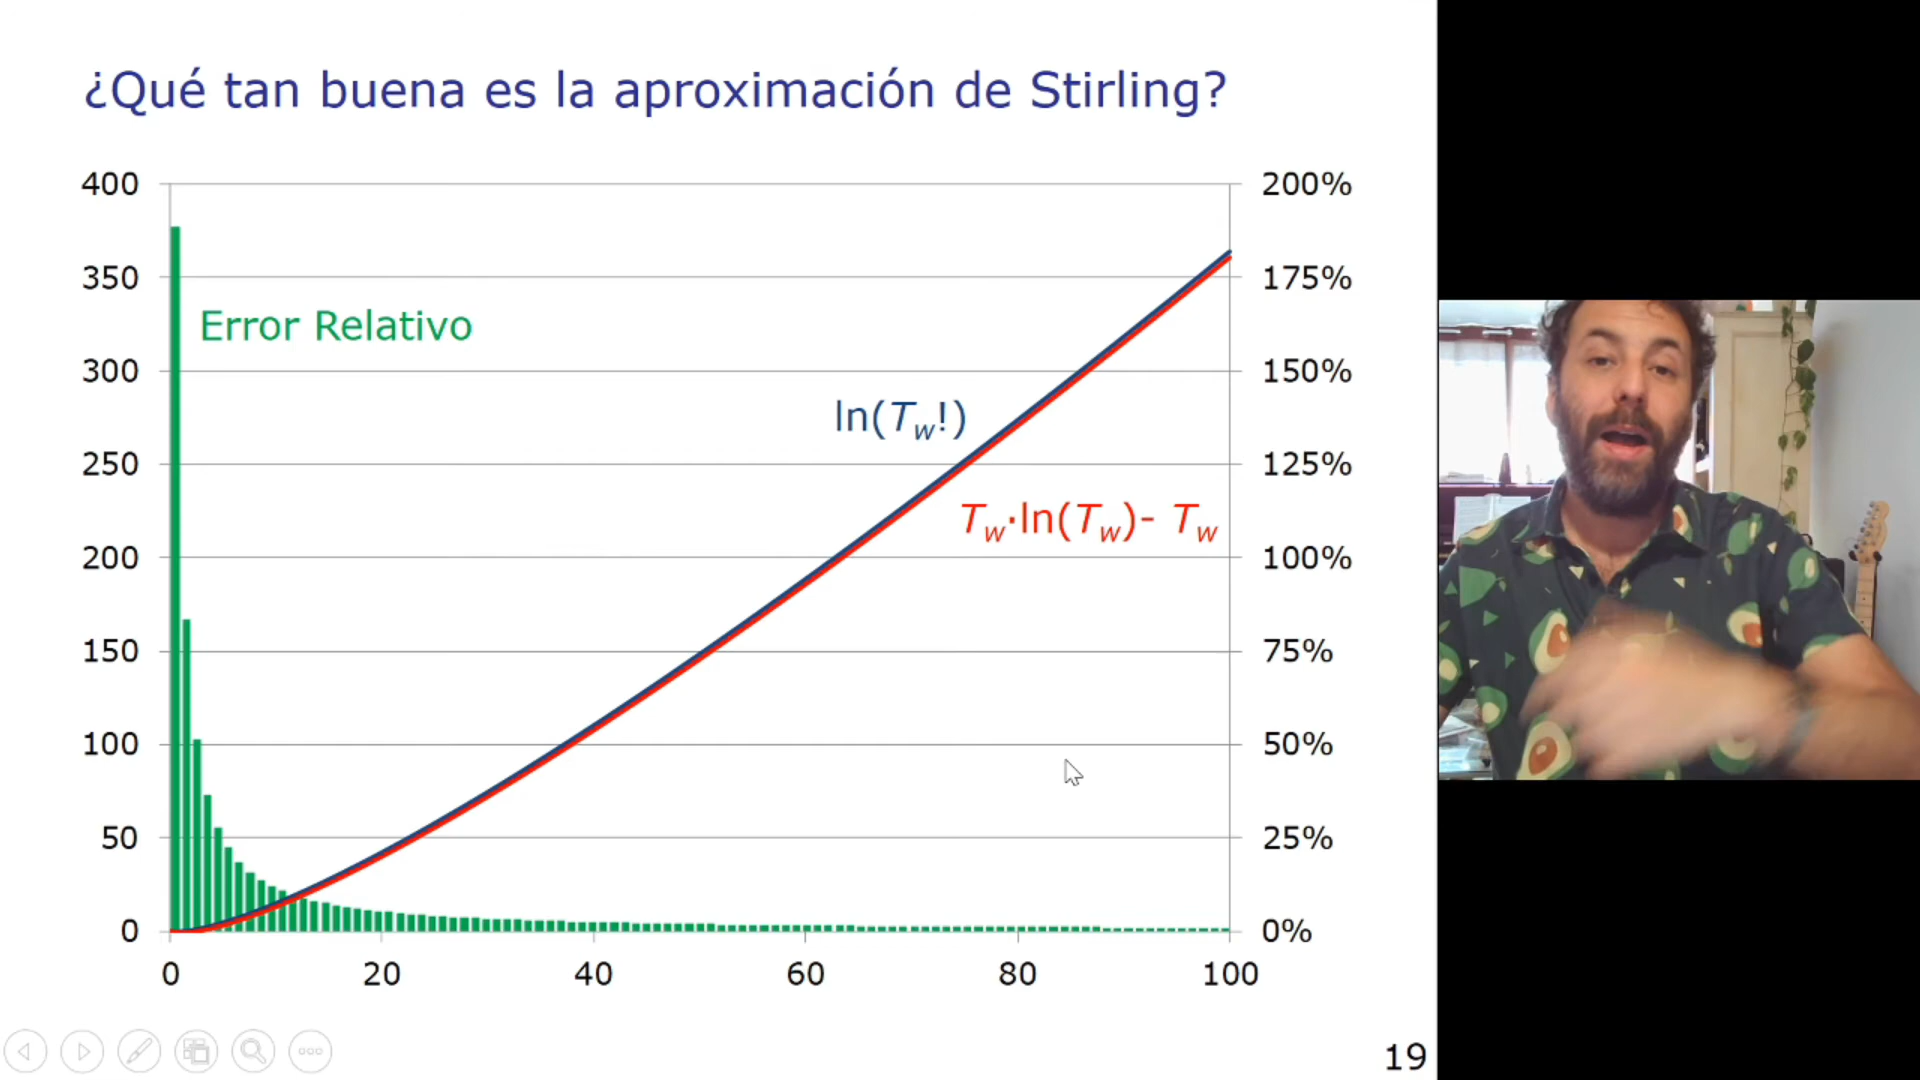 ¿Qué tan buena es la aproximación de Stirling?
400 200%
350 175%
Error Relativo
300 150%
ln(Tw!)
250 125%
Tw·ln(Tw)- Tw
200 100%
150 75%
100 50%
50 25%
0 0%
0 20 40 60 80 100
19